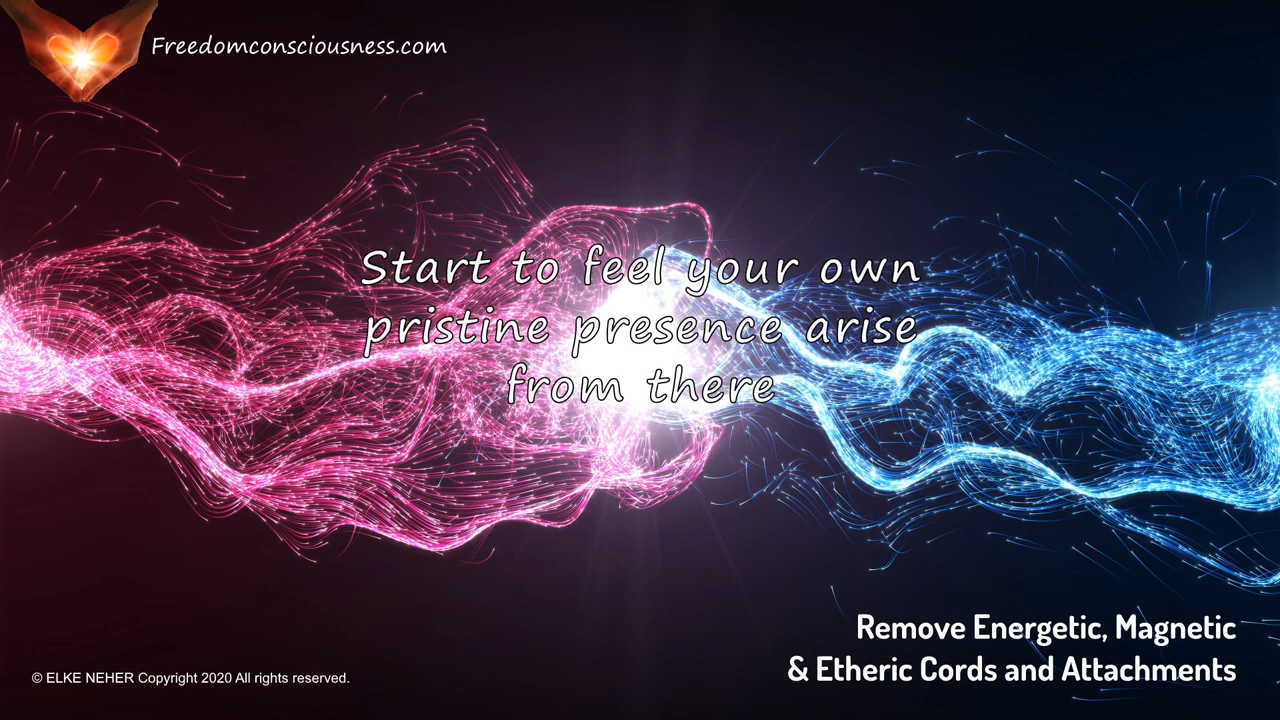 Freedomconsciousness.com
Start to feel your own
pristine presence arise
from there
Remove Energetic, Magnetic
& Etheric Cords and Attachments
© ELKE NEHER Copyright 2020 All rights reserved.